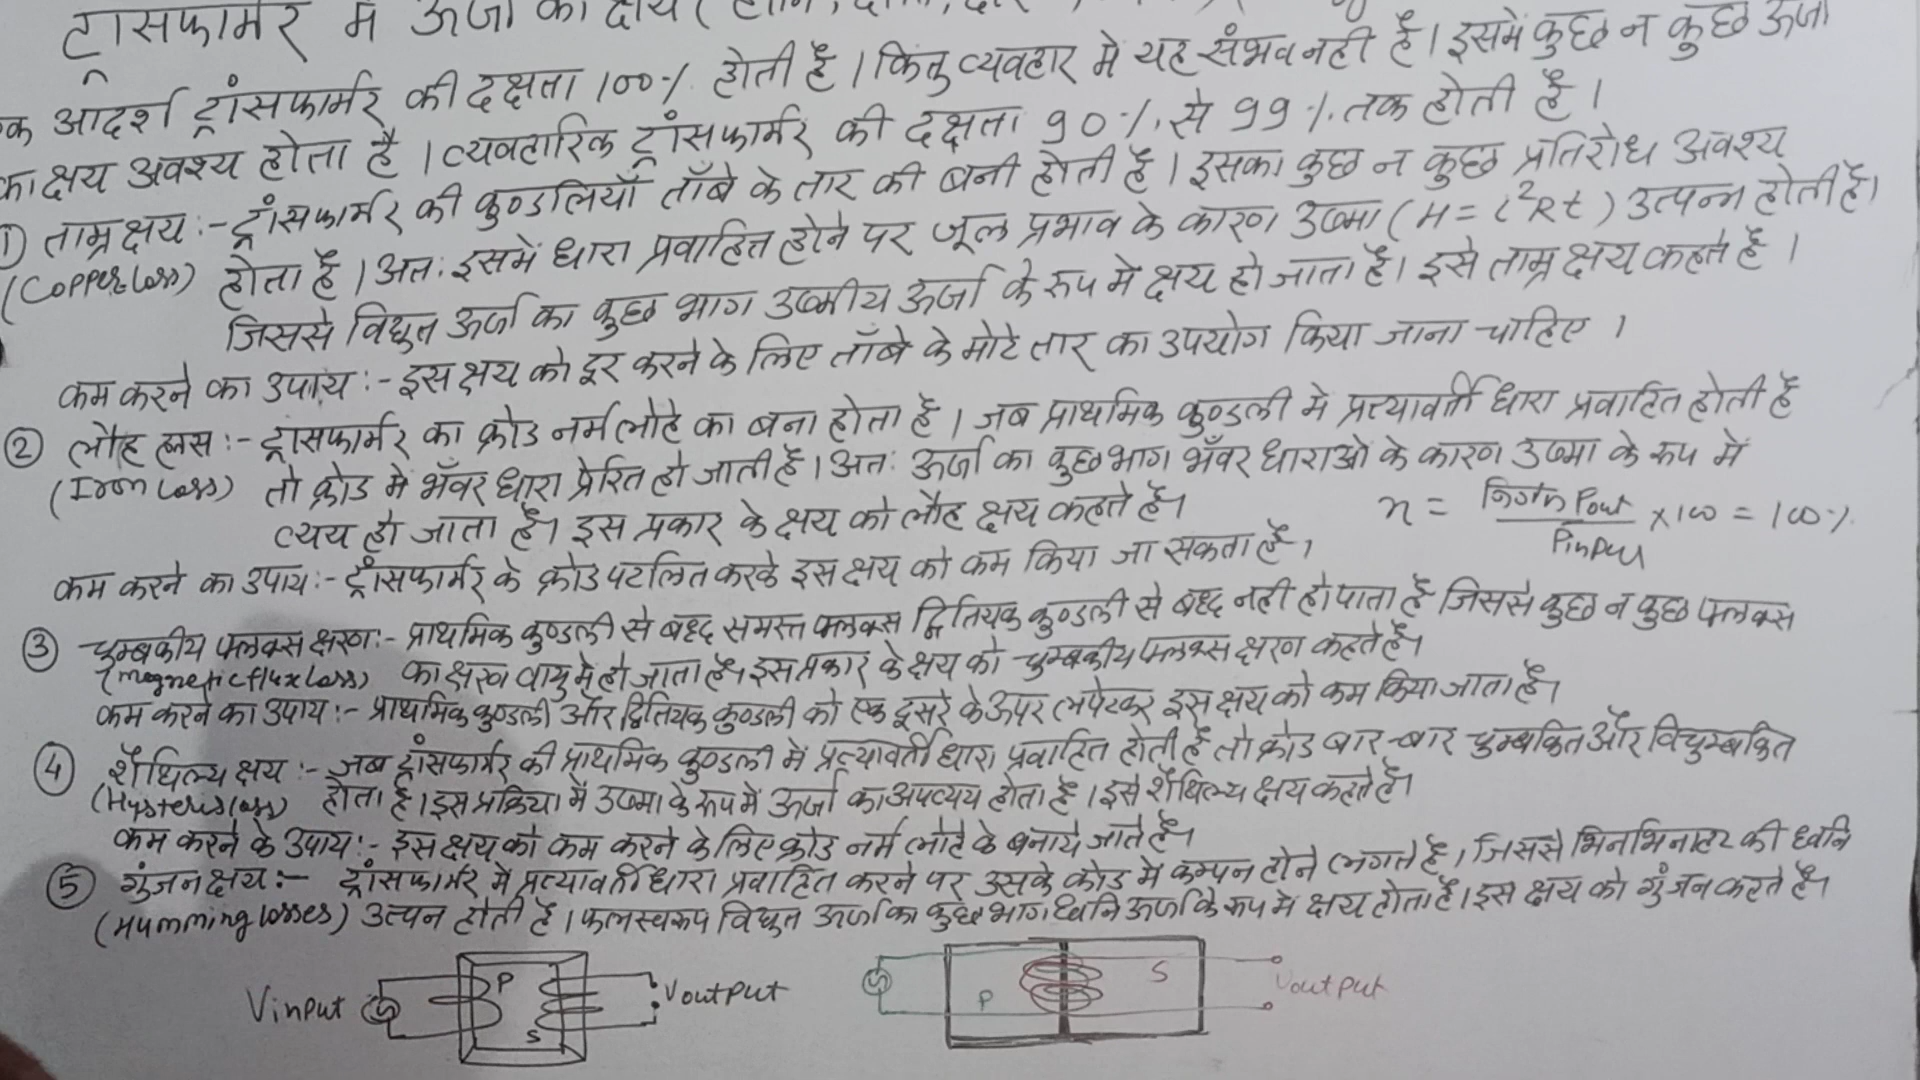 ट्रांसफार्मर में ऊर्जा का क्षय
एक आदर्श ट्रांसफार्मर की दक्षता 100% होती है। किन्तु व्यवहार मे यह संभव नही है। इसमे कुछ न कुछ ऊर्जा
का क्षय अवश्य होता है। व्यवहारिक ट्रांसफार्मर की दक्षता 90% से 99% तक होती है।
① ताम्र क्षय :- ट्रांसफार्मर की कुण्डलियाँ ताँबे के तार की बनी होती है। इसका कुछ न कुछ प्रतिरोध अवश्य
(Copper Loss) होता है। अतः इसमें धारा प्रवाहित होने पर जूल प्रभाव के कारण उष्मा (H = i²Rt) उत्पन्न होती है।
जिससे विद्युत ऊर्जा का कुछ भाग उष्मीय ऊर्जा के रुप मे क्षय हो जाता है। इसे ताम्र क्षय कहते है।
कम करने का उपाय :- इस क्षय को दूर करने के लिए ताँबे के मोटे तार का उपयोग किया जाना चाहिए।
② लौह ह्लस :- ट्रांसफार्मर का क्रोड नर्म लोहे का बना होता है। जब प्राथमिक कुण्डली मे प्रत्यावर्ती धारा प्रवाहित होती है
(Iron Loss) तो क्रोड मे भँवर धारा प्रेरित हो जाती है। अतः ऊर्जा का कुछ भाग भँवर धाराओ के कारण उष्मा के रुप में
व्यय हो जाता है। इस प्रकार के क्षय को लौह क्षय कहते है।
n = Pout / Pinput × 100 = 100%
कम करने का उपाय :- ट्रांसफार्मर के क्रोड पटलित करके इस क्षय को कम किया जा सकता है।
③ चुम्बकीय फ्लक्स क्षरण :- प्राथमिक कुण्डली से बद्ध समस्त फ्लक्स द्वितियक कुण्डली से बद्ध नही हो पाता है जिससे कुछ न कुछ फ्लक्स
(magnetic flux loss) का क्षरण वायु मे हो जाता है। इस प्रकार के क्षय को चुम्बकीय फ्लक्स क्षरण कहते है।
कम करने का उपाय :- प्राथमिक कुण्डली और द्वितियक कुण्डली को एक दूसरे के ऊपर लपेटकर इस क्षय को कम किया जाता है।
④ शैथिल्य क्षय :- जब ट्रांसफार्मर की प्राथमिक कुण्डली में प्रत्यावर्ती धारा प्रवाहित होती है तो क्रोड बार-बार चुम्बकित और विचुम्बकित
(Hysteris loss) होता है। इस प्रक्रिया में उष्मा के रूप में ऊर्जा का अपव्यय होता है। इसे शैथिल्य क्षय कहते है।
कम करने के उपाय :- इस क्षय को कम करने के लिए क्रोड नर्म लोहे के बनाये जाते है।
⑤ गुंजन क्षय :- ट्रांसफार्मर में प्रत्यावर्ती धारा प्रवाहित करने पर उसके क्रोड मे कम्पन होने लगते है, जिससे भिनभिनाहट की ध्वनि
(Humming losses) उत्पन होती है। फलस्वरूप विद्युत ऊर्जा का कुछ भाग ध्वनि ऊर्जा के रूप मे क्षय होता है। इस क्षय को गुंजन कहते है।
Vinput P S Voutput
P S Voutput